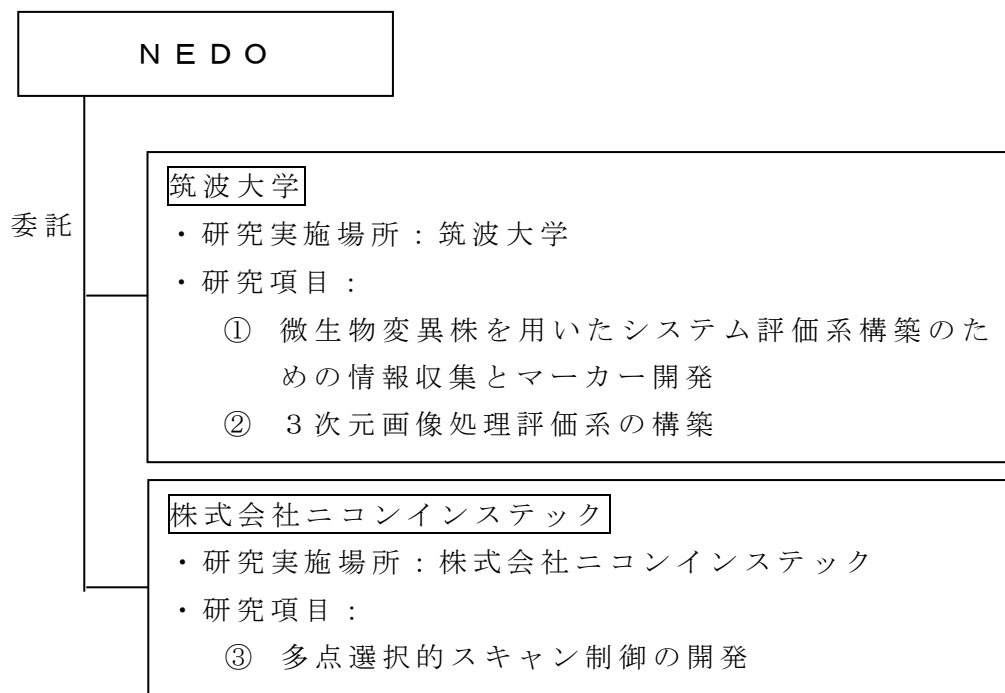 NEDO
委託
筑波大学
・研究実施場所：筑波大学
・研究項目：
① 微生物変異株を用いたシステム評価系構築のた
めの情報収集とマーカー開発
② ３次元画像処理評価系の構築
株式会社ニコンインステック
・研究実施場所：株式会社ニコンインステック
・研究項目：
③ 多点選択的スキャン制御の開発